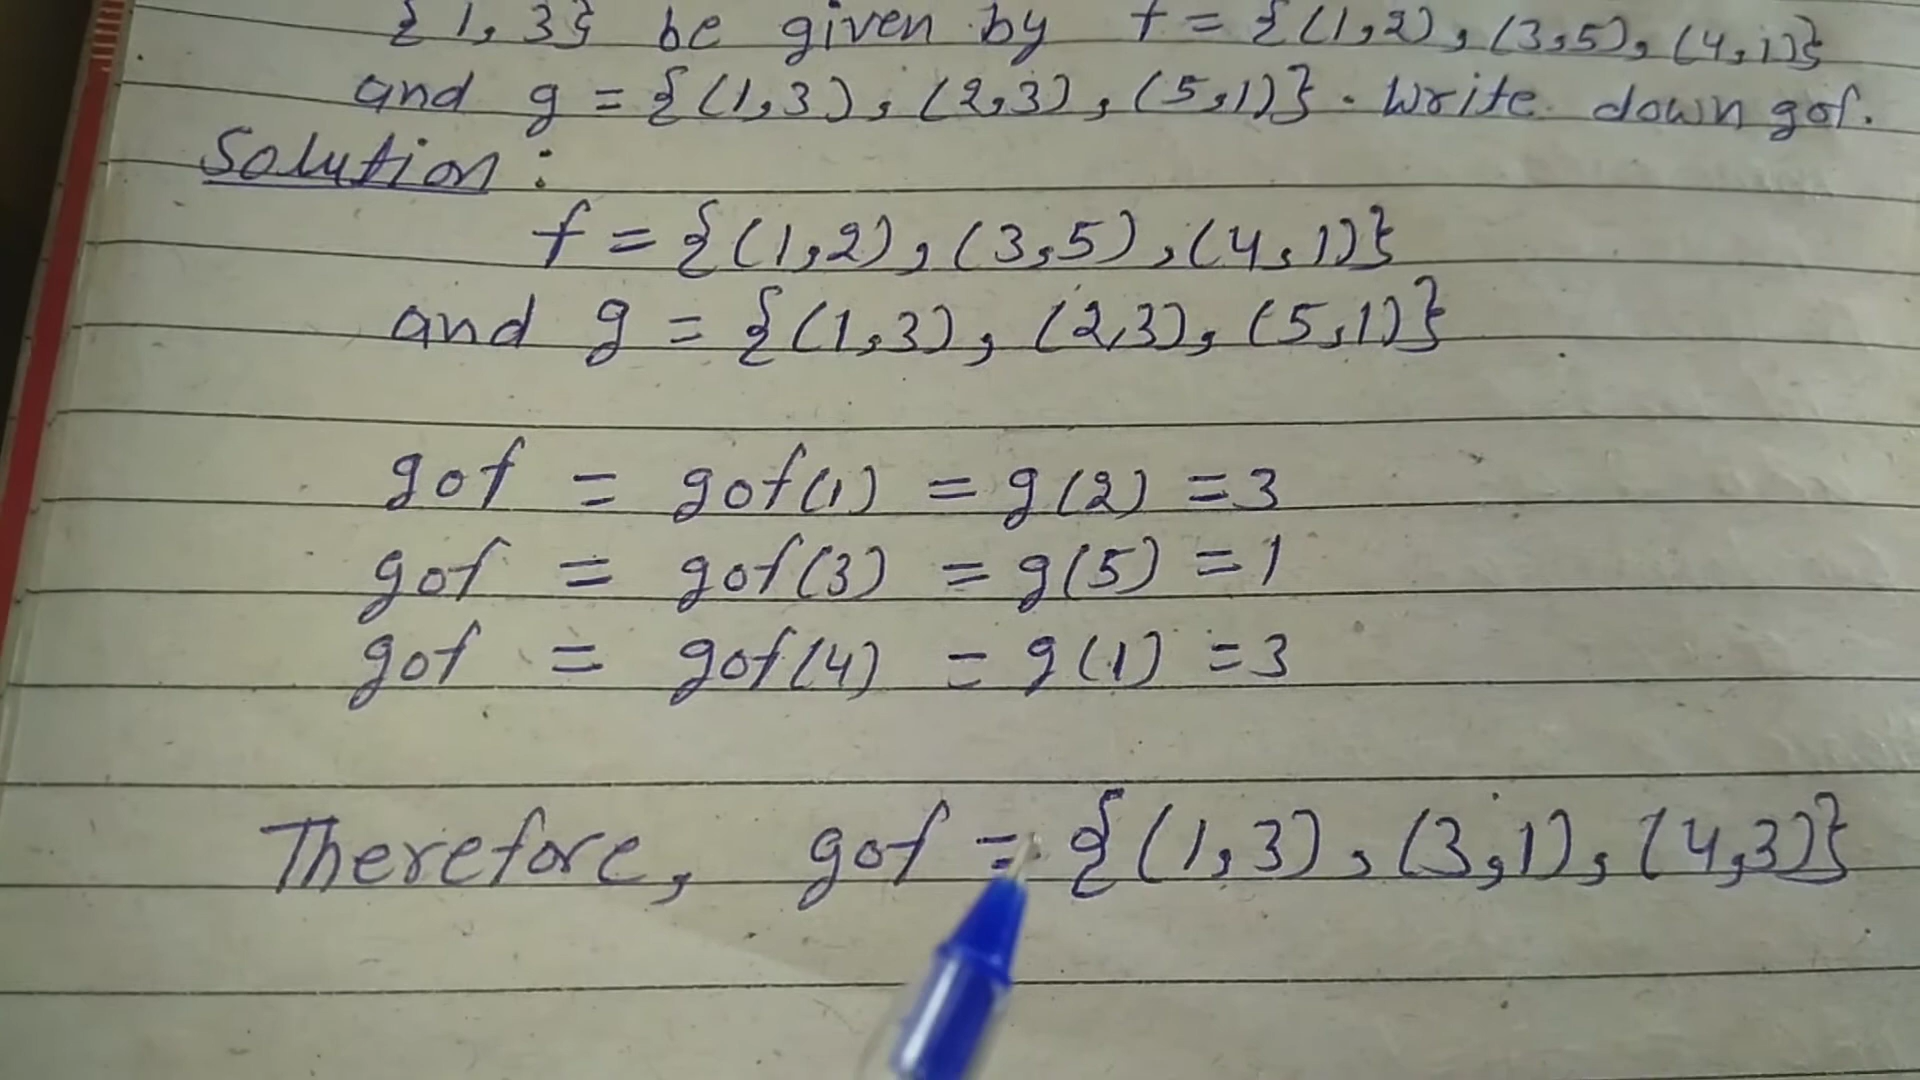 {1, 3} be given by f = {(1,2), (3,5), (4,1)}
and g = {(1,3), (2,3), (5,1)}. Write down gof.
Solution:
f = {(1,2), (3,5), (4,1)}
and g = {(1,3), (2,3), (5,1)}
gof = gof(1) = g(2) = 3
gof = gof(3) = g(5) = 1
gof = gof(4) = g(1) = 3
Therefore, gof = {(1,3), (3,1), (4,3)}